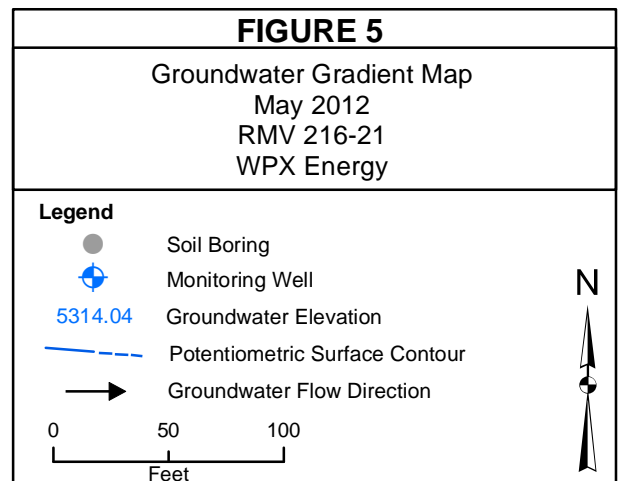 FIGURE 5
Groundwater Gradient Map
May 2012
RMV 216-21
WPX Energy
Legend
Soil Boring
Monitoring Well
N
5314.04 Groundwater Elevation
Potentiometric Surface Contour
Groundwater Flow Direction
0 50 100
Feet